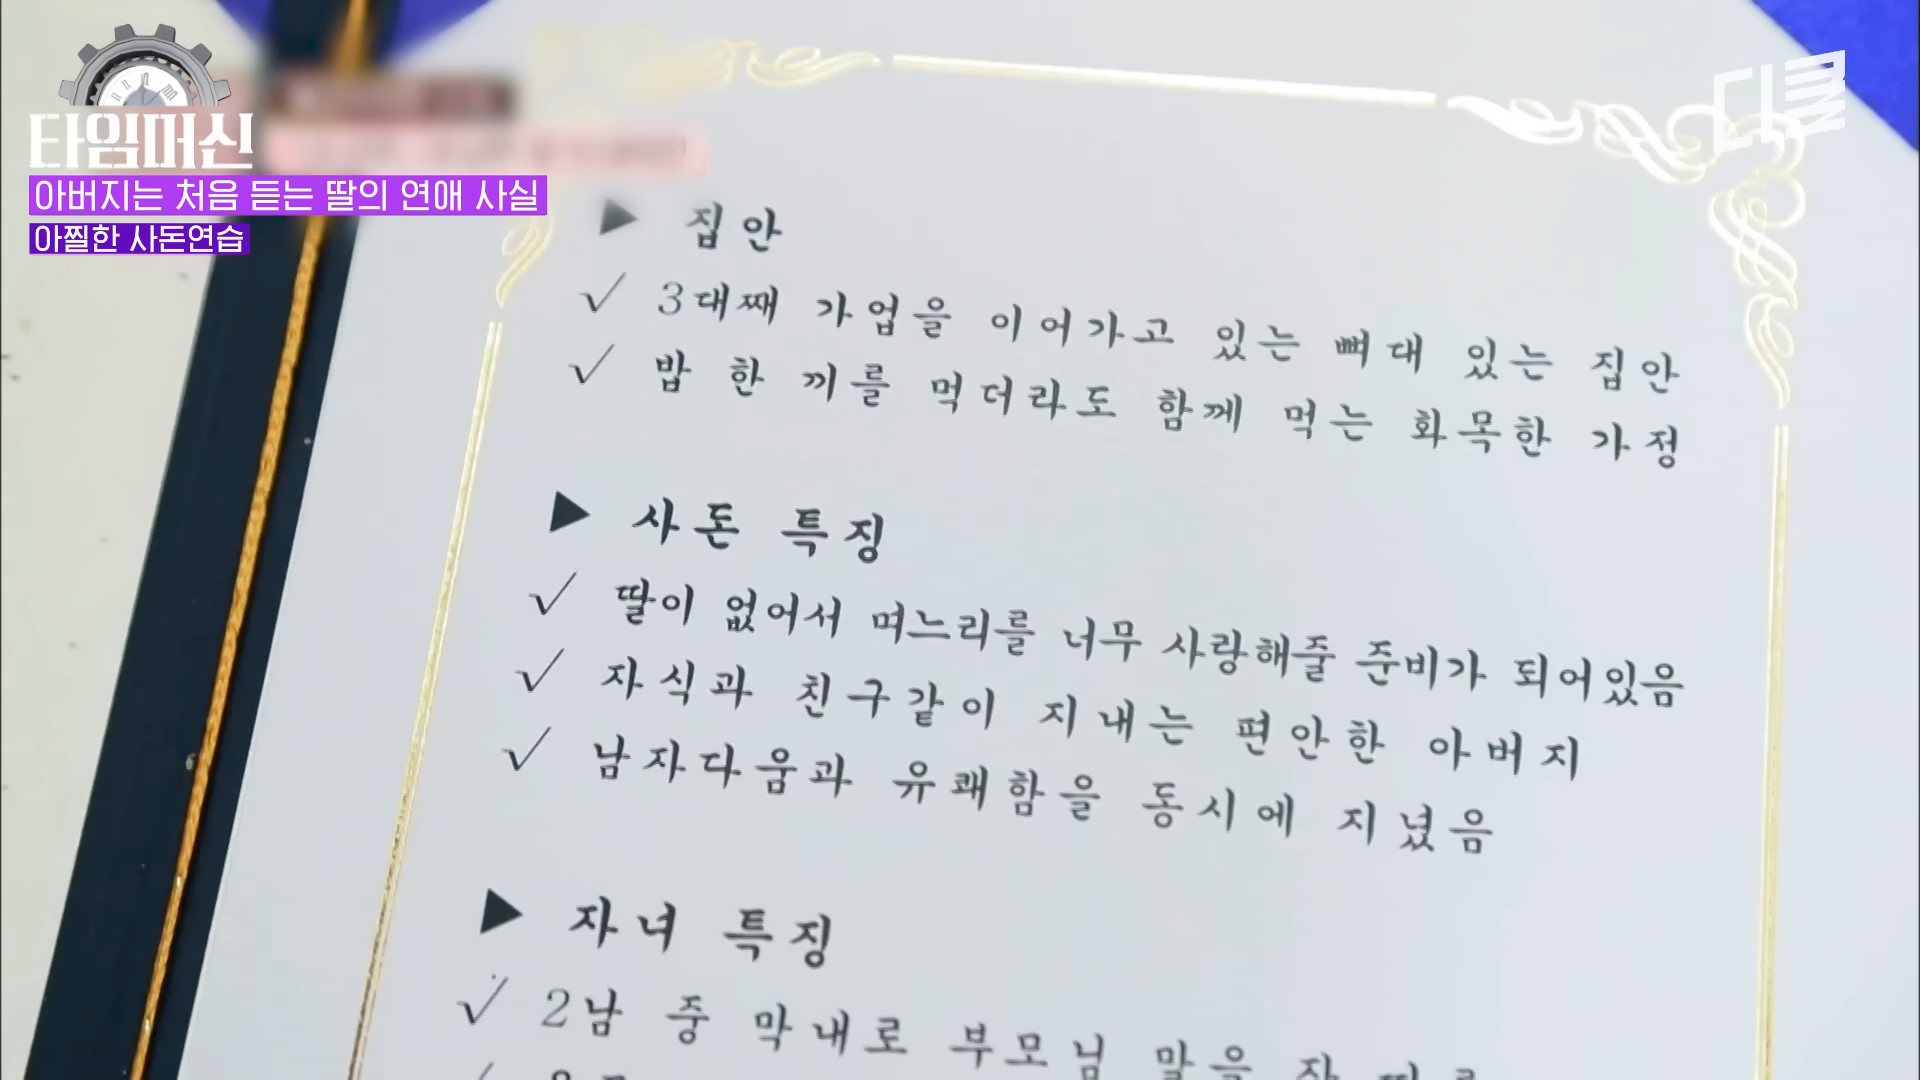 타임머신
디글
아버지는 처음 듣는 딸의 연애 사실
아찔한 사돈연습
▶ 집안
√ 3대째 가업을 이어가고 있는 뼈대 있는 집안
√ 밥 한 끼를 먹더라도 함께 먹는 화목한 가정
▶ 사돈 특징
√ 딸이 없어서 며느리를 너무 사랑해줄 준비가 되어있음
√ 자식과 친구같이 지내는 편안한 아버지
√ 남자다움과 유쾌함을 동시에 지녔음
▶ 자녀 특징
√ 2남 중 막내로 부모님 말을 잘